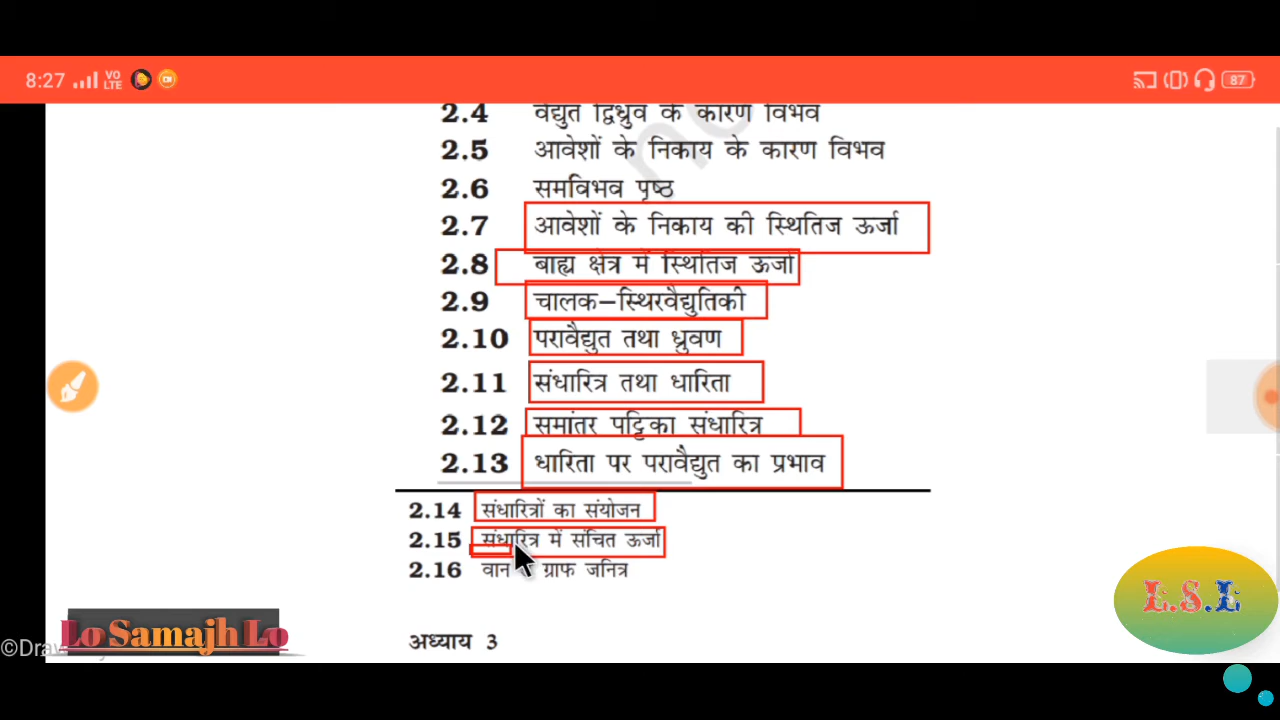 8:27 VO LTE 87
2.4 वैद्युत द्विध्रुव के कारण विभव
2.5 आवेशों के निकाय के कारण विभव
2.6 समविभव पृष्ठ
2.7 आवेशों के निकाय की स्थितिज ऊर्जा
2.8 बाह्य क्षेत्र में स्थितिज ऊर्जा
2.9 चालक–स्थिरवैद्युतिकी
2.10 परावैद्युत तथा ध्रुवण
2.11 संधारित्र तथा धारिता
2.12 समांतर पट्टिका संधारित्र
2.13 धारिता पर परावैद्युत का प्रभाव
2.14 संधारित्रों का संयोजन
2.15 संधारित्र में संचित ऊर्जा
2.16 वान ग्राफ जनित्र
L.S.L
Lo Samajh Lo
अध्याय 3